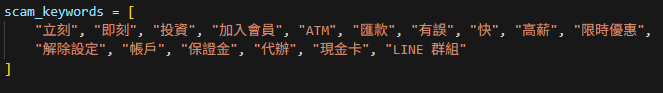 scam_keywords = [
    "立刻", "即刻", "投資", "加入會員", "ATM", "匯款", "有誤", "快", "高薪", "限時優惠",
    "解除設定", "帳戶", "保證金", "代辦", "現金卡", "LINE 群組"
]